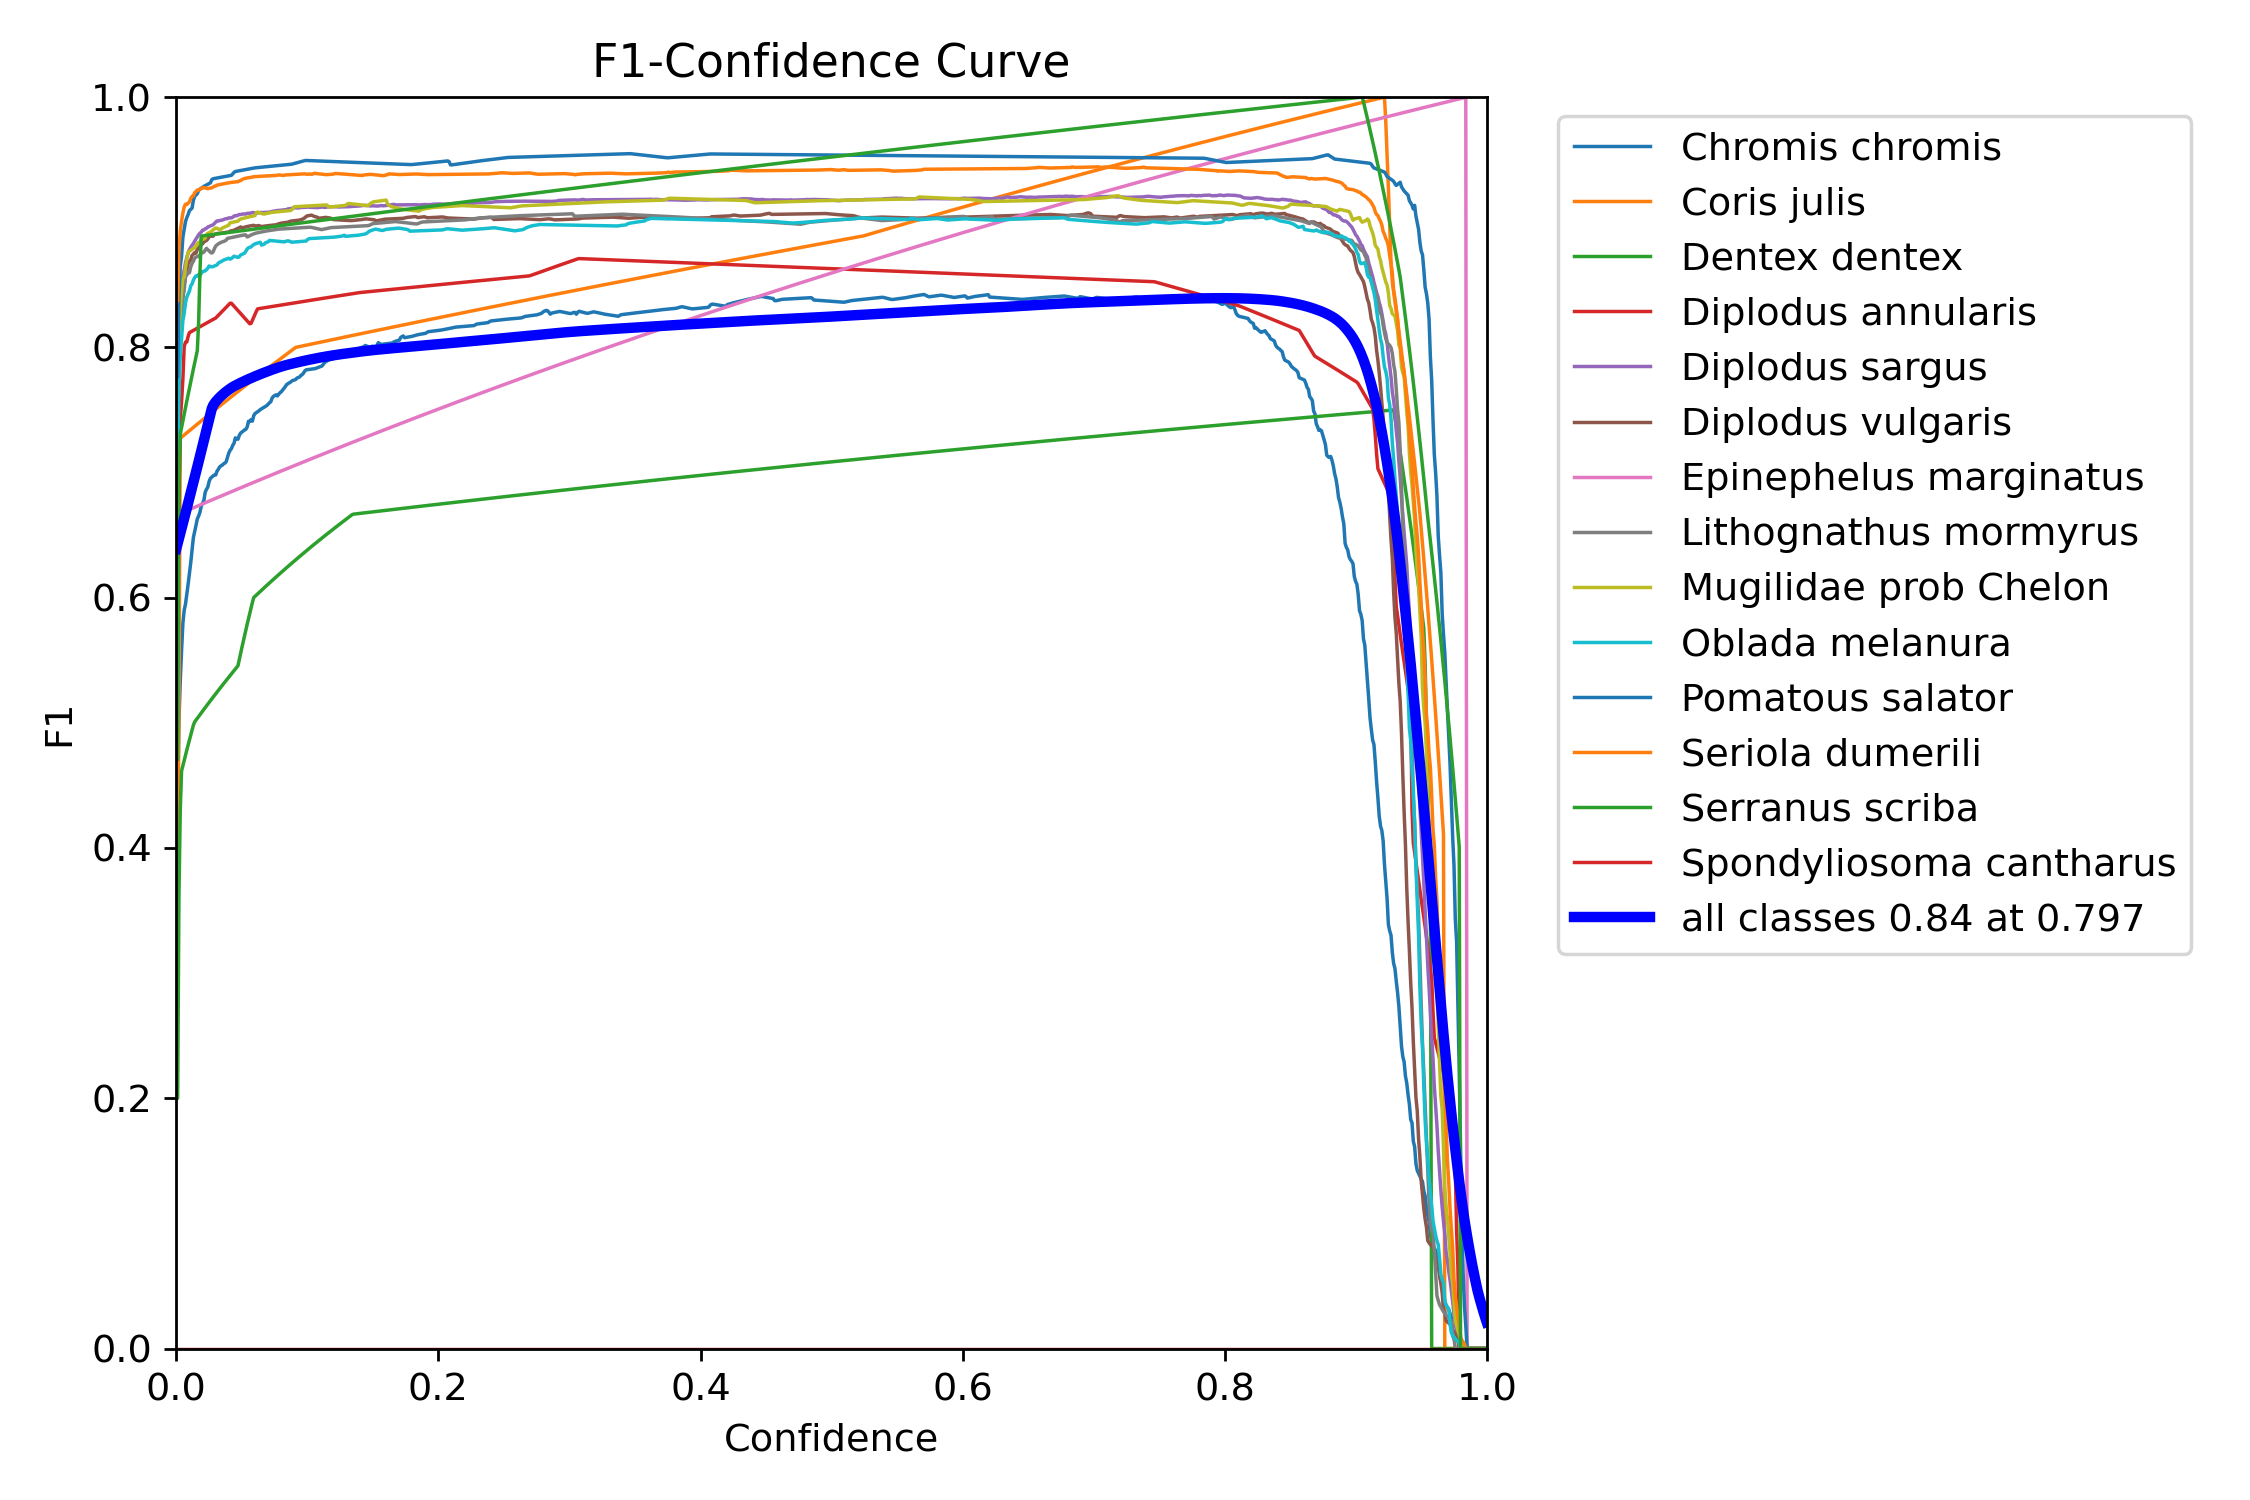 F1-Confidence Curve
1.0
0.8
0.6
0.4
0.2
0.0
F1
0.0 0.2 0.4 0.6 0.8 1.0
Confidence
Chromis chromis
Coris julis
Dentex dentex
Diplodus annularis
Diplodus sargus
Diplodus vulgaris
Epinephelus marginatus
Lithognathus mormyrus
Mugilidae prob Chelon
Oblada melanura
Pomatous salator
Seriola dumerili
Serranus scriba
Spondyliosoma cantharus
all classes 0.84 at 0.797